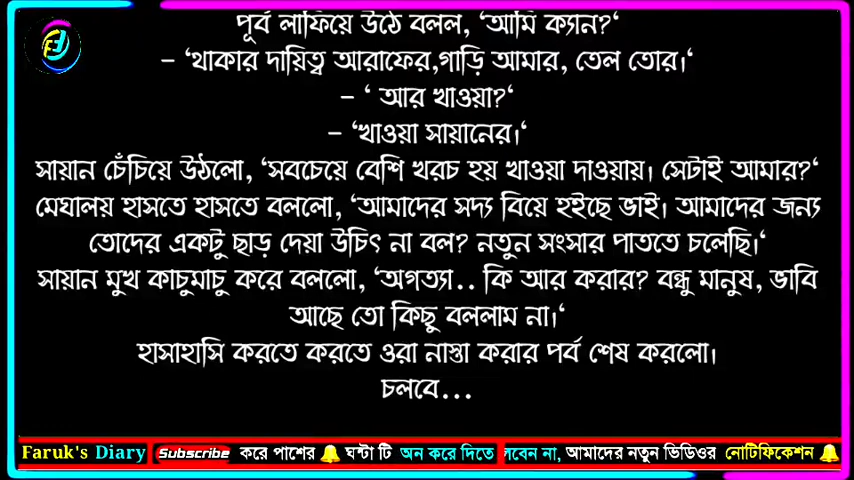 পূর্ব লাফিয়ে উঠে বলল, ‘আমি ক্যান?‘
– ‘থাকার দায়িত্ব আরাফের,গাড়ি আমার, তেল তোর।‘
– ‘ আর খাওয়া?‘
– ‘খাওয়া সায়ানের।‘
সায়ান চেঁচিয়ে উঠলো, ‘সবচেয়ে বেশি খরচ হয় খাওয়া দাওয়ায়। সেটাই আমার?‘
মেঘালয় হাসতে হাসতে বললো, ‘আমাদের সদ্য বিয়ে হইছে ভাই। আমাদের জন্য
তোদের একটু ছাড় দেয়া উচিৎ না বল? নতুন সংসার পাততে চলেছি।‘
সায়ান মুখ কাচুমাচু করে বললো, ‘অগত্যা.. কি আর করার? বন্ধু মানুষ, ভাবি
আছে তো কিছু বললাম না।‘
হাসাহাসি করতে করতে ওরা নাস্তা করার পর্ব শেষ করলো।
চলবে...
Faruk's Diary Subscribe করে পাশের 🔔 ঘন্টা টি অন করে দিতে লবেন না, আমাদের নতুন ভিডিওর নোটিফিকেশন 🔔